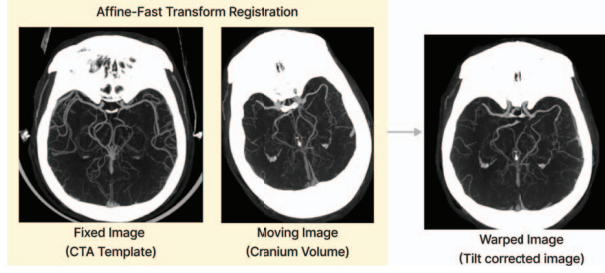 Affine-Fast Transform Registration
Fixed Image
(CTA Template)
Moving Image
(Cranium Volume)
Warped Image
(Tilt corrected image)